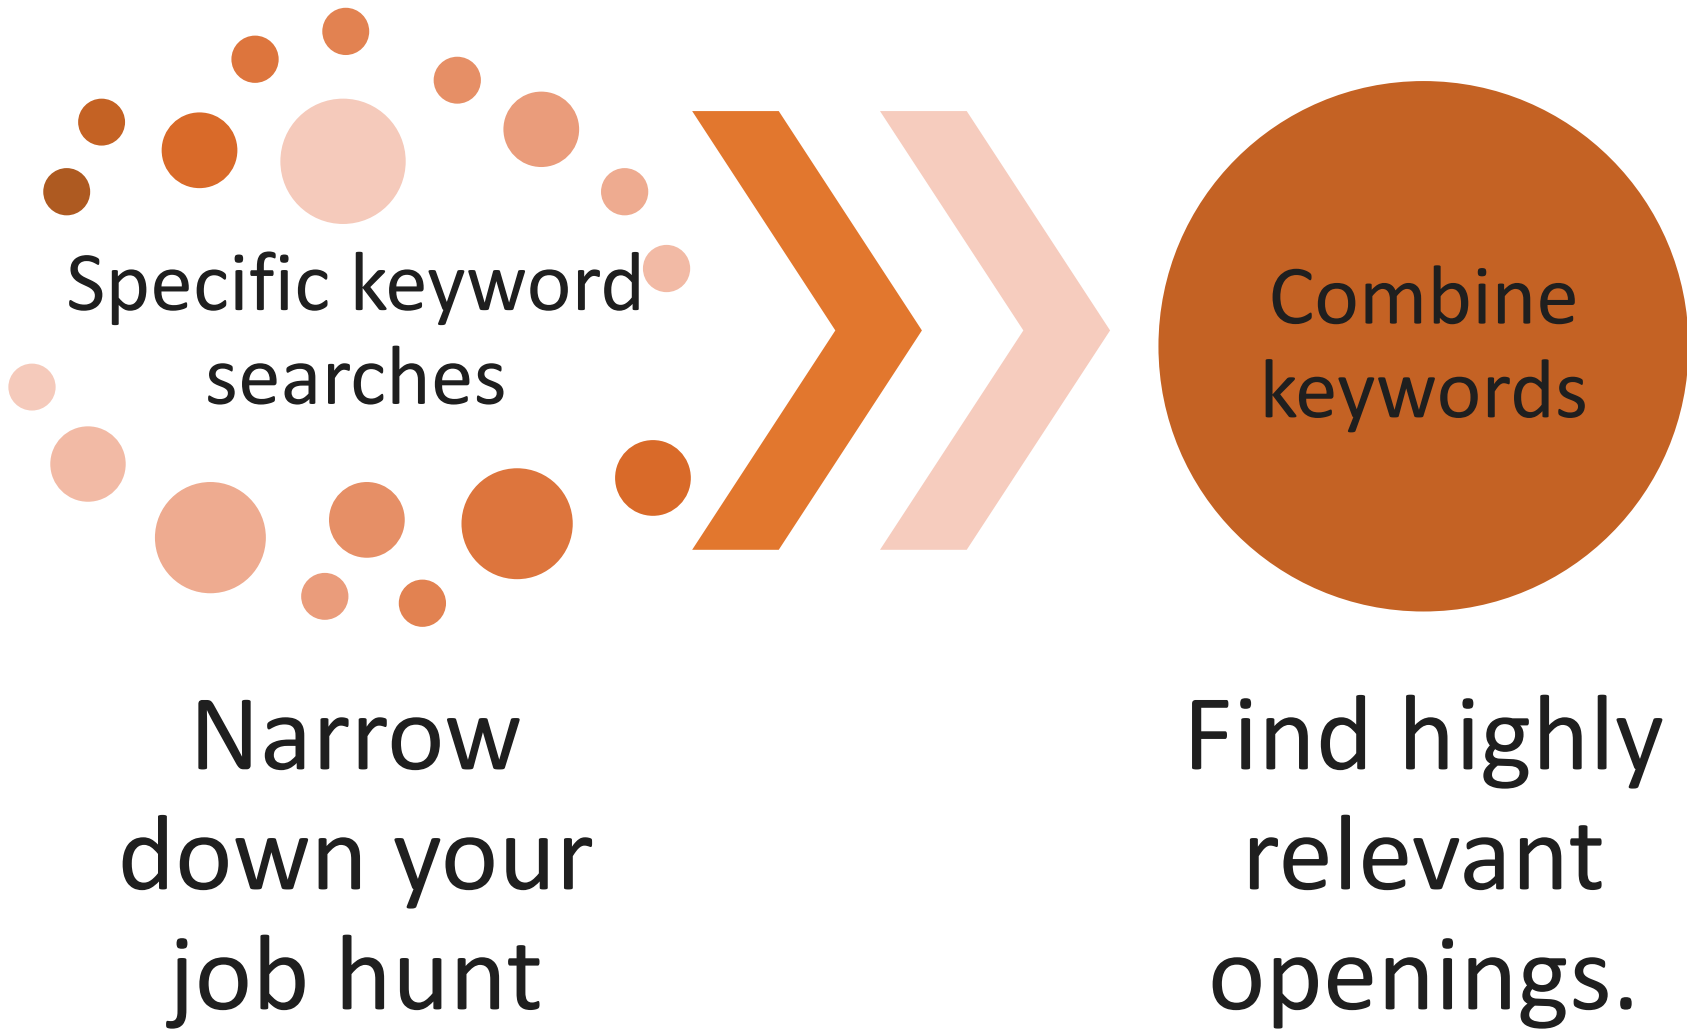 Specific keyword
searches
Narrow
down your
job hunt
Combine
keywords
Find highly
relevant
openings.